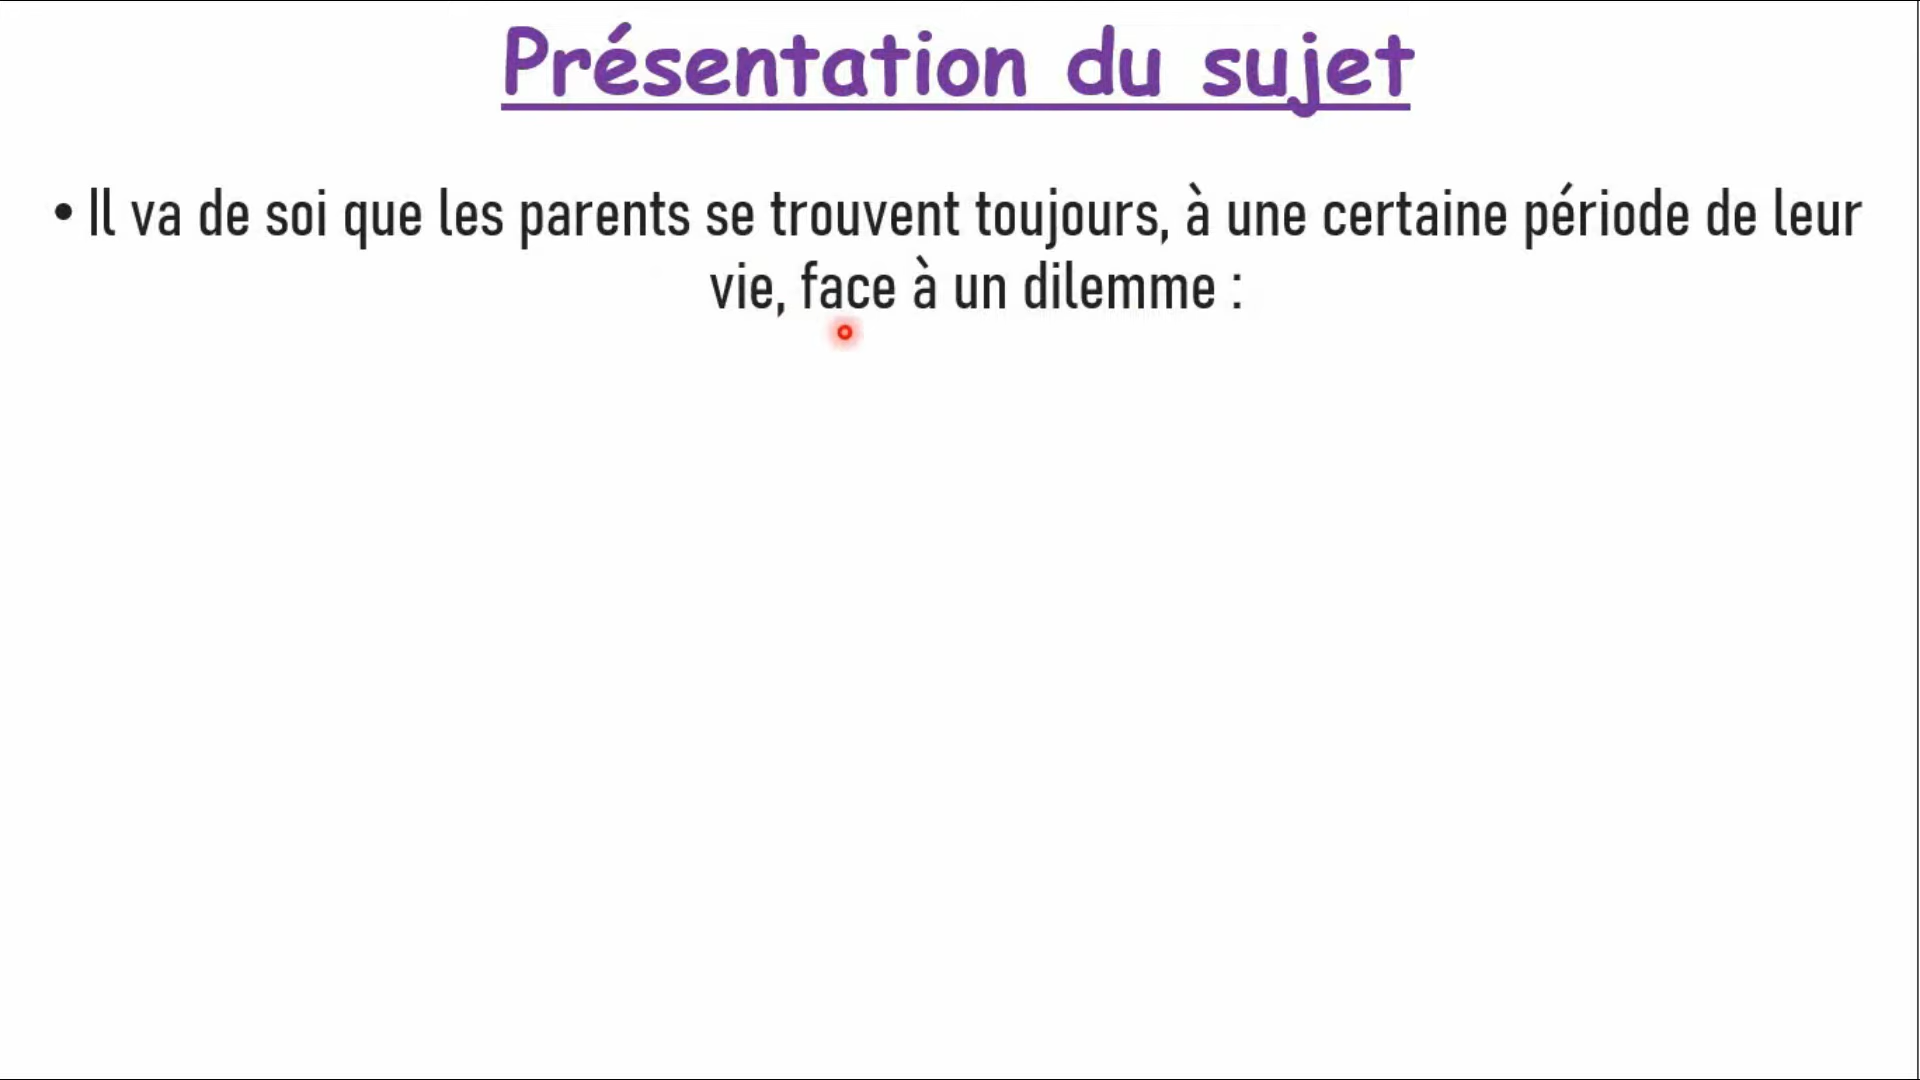 Présentation du sujet
• Il va de soi que les parents se trouvent toujours, à une certaine période de leur
vie, face à un dilemme :